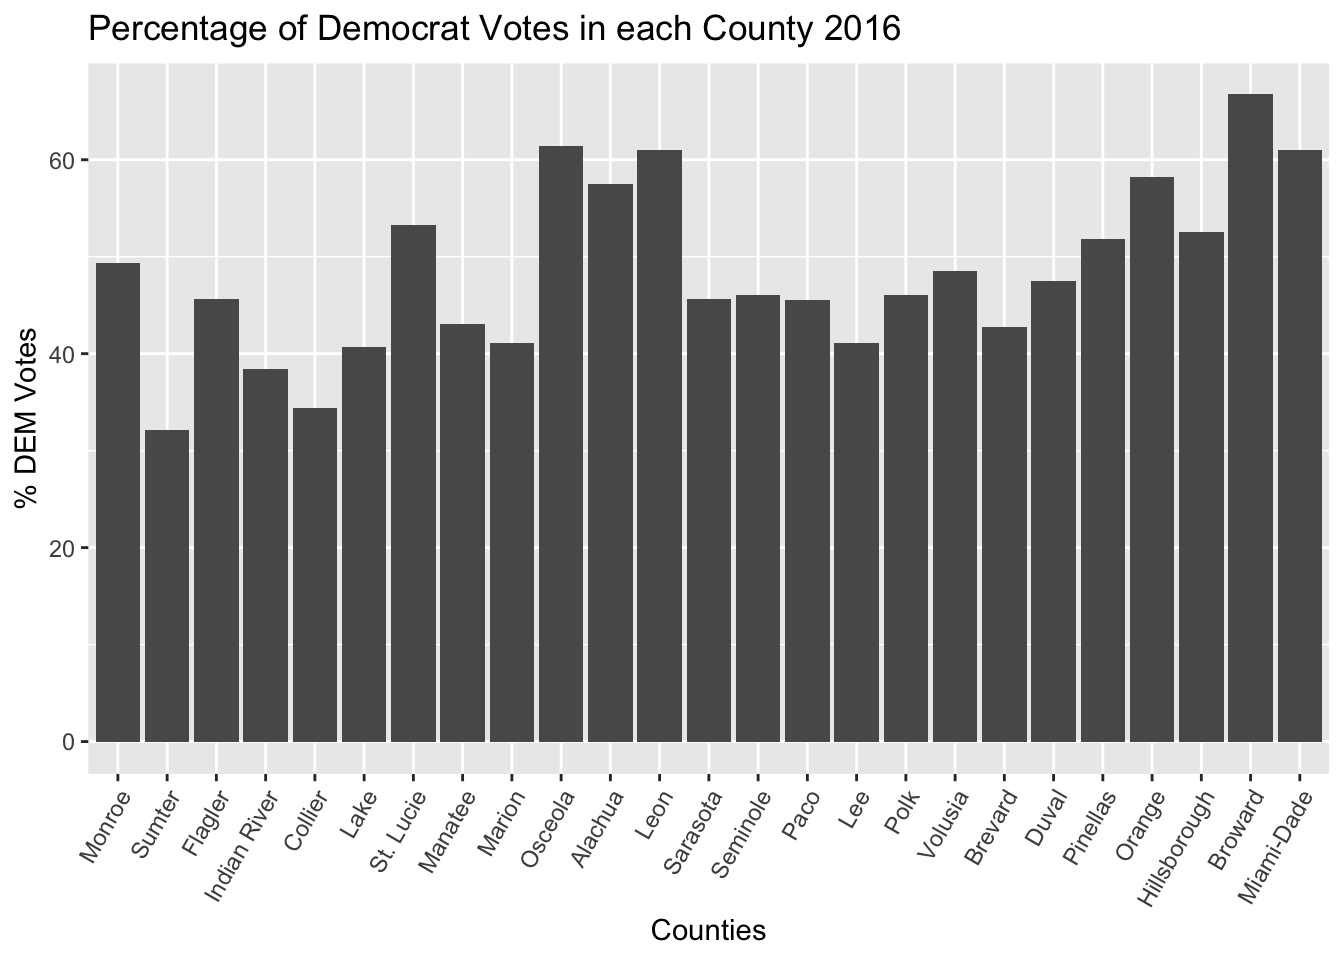 Percentage of Democrat Votes in each County 2016
% DEM Votes
60
40
20
0
Monroe
Sumter
Flagler
Indian River
Collier
Lake
St. Lucie
Manatee
Marion
Osceola
Alachua
Leon
Sarasota
Seminole
Paco
Lee
Polk
Volusia
Brevard
Duval
Pinellas
Orange
Hillsborough
Broward
Miami-Dade
Counties